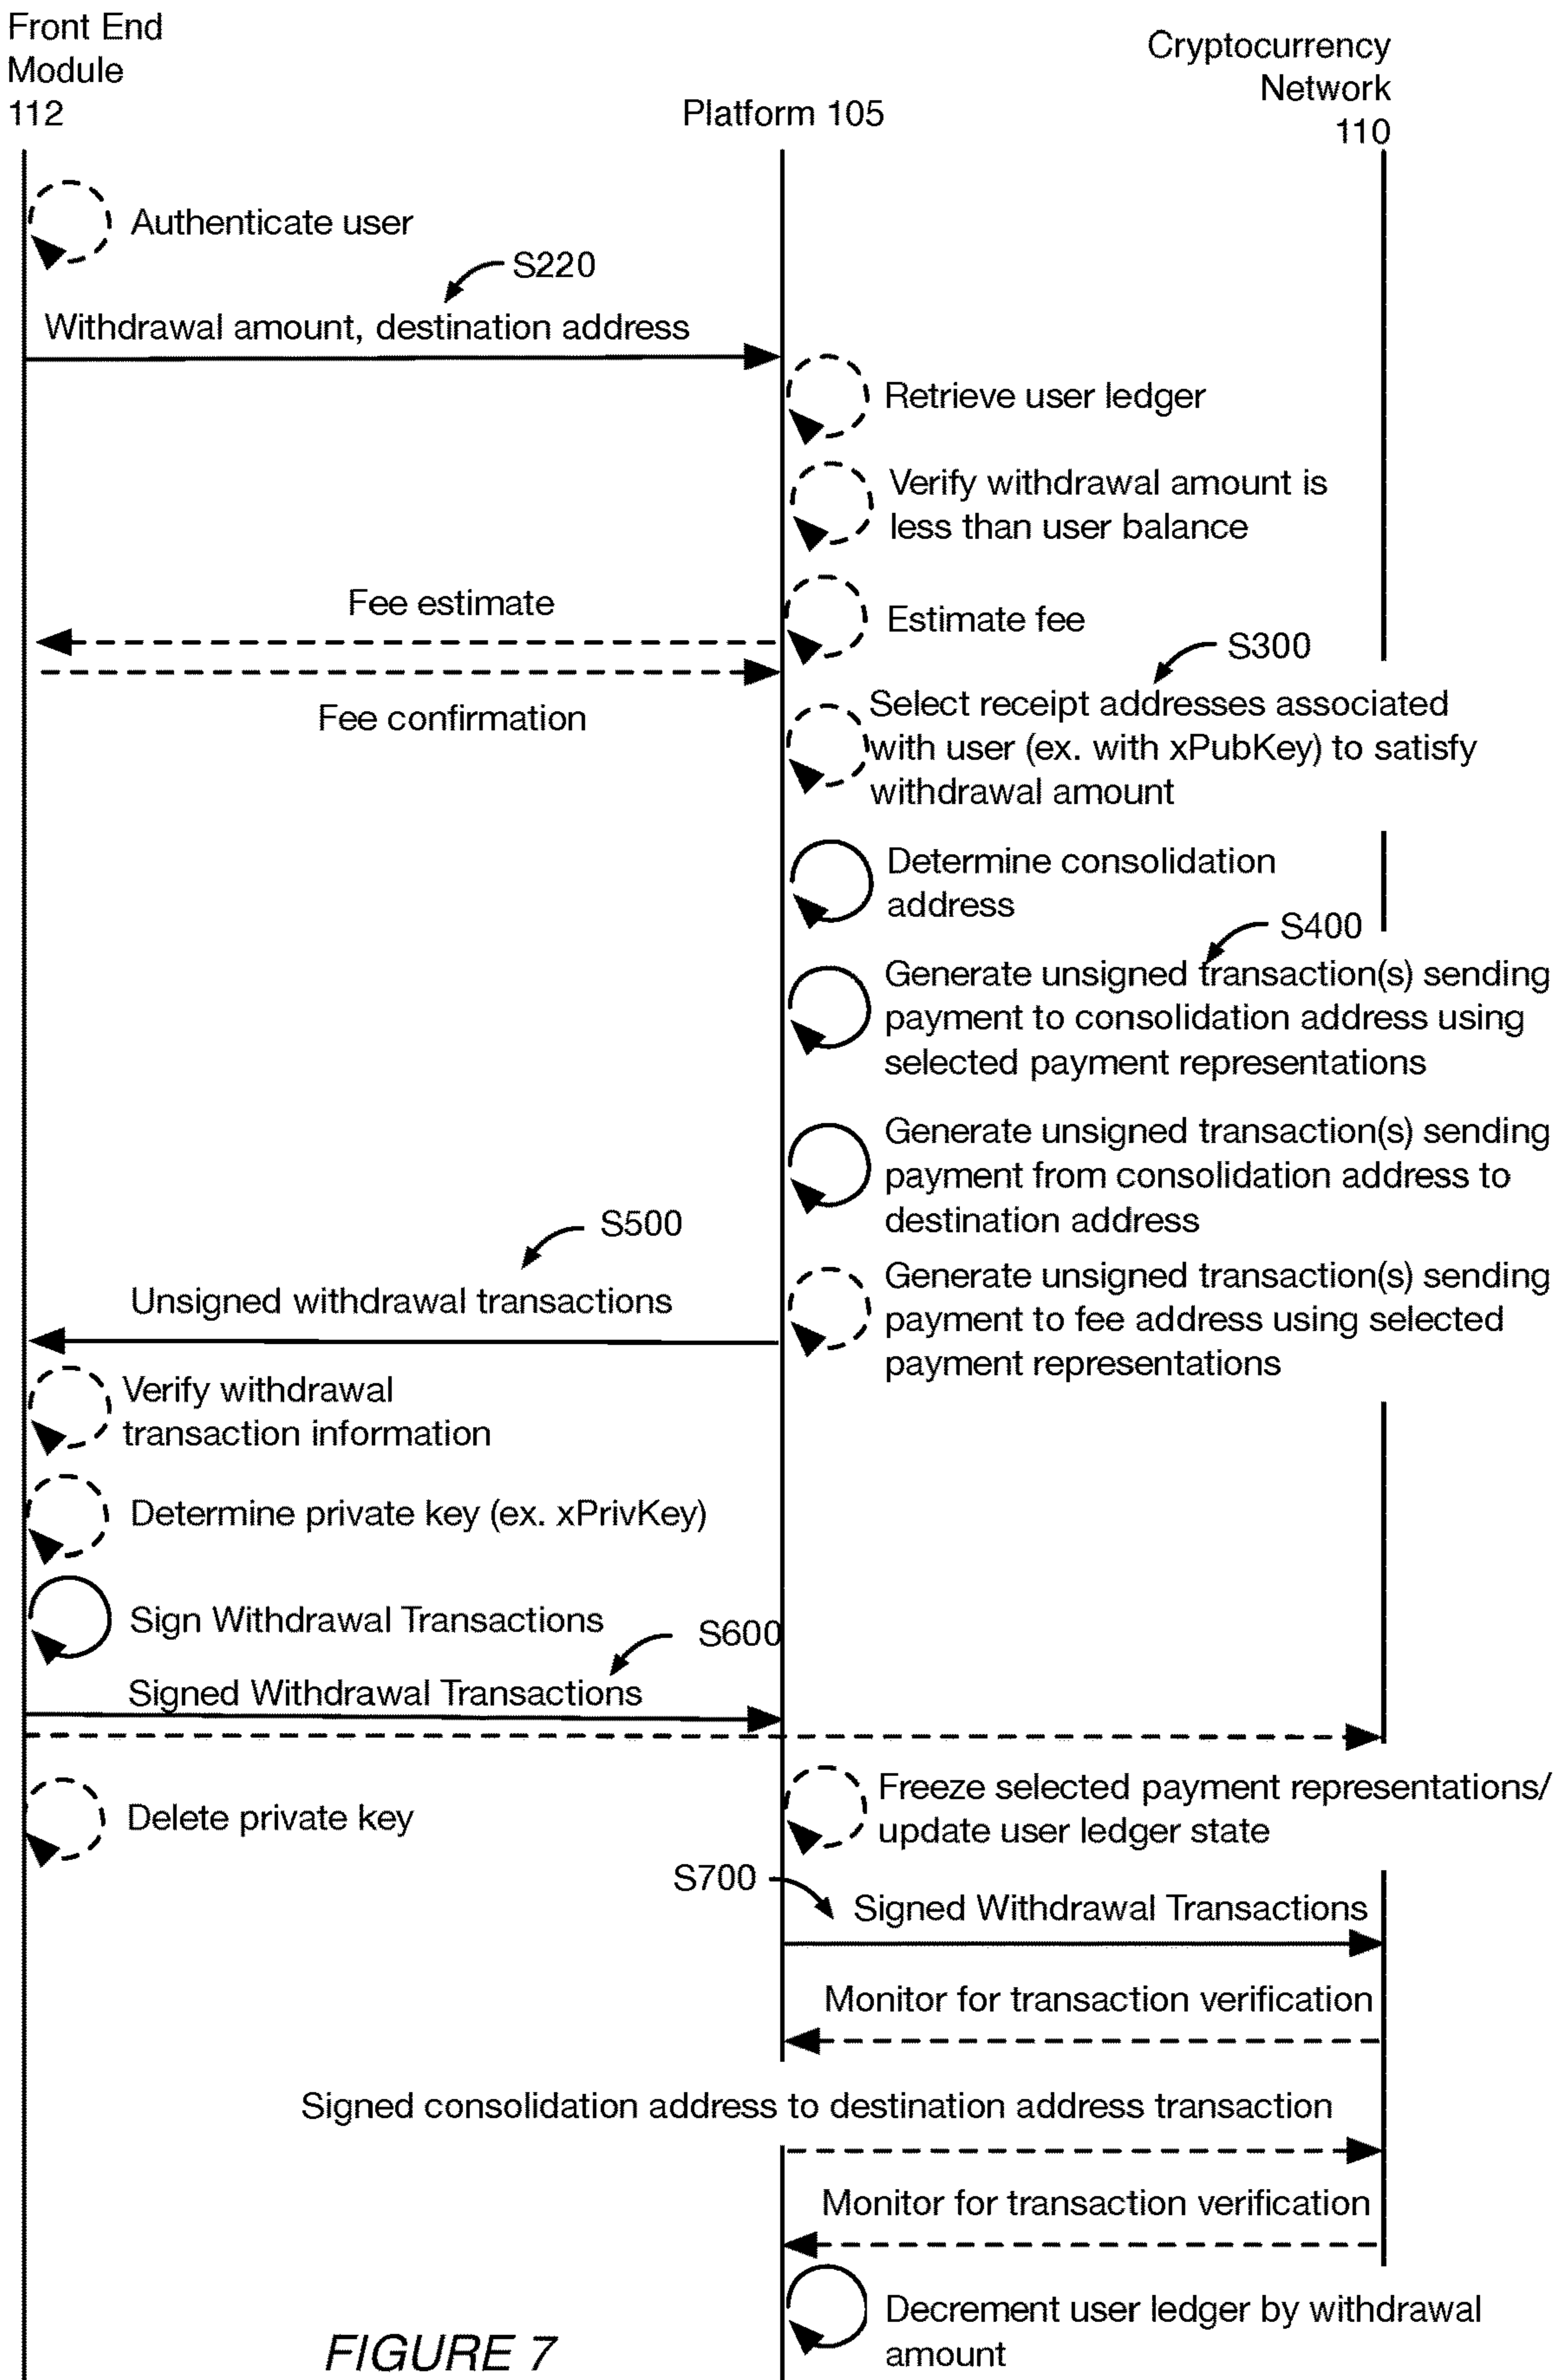 Front End
Module
112
Platform 105
Cryptocurrency
Network
110
Authenticate user
S220
Withdrawal amount, destination address
Retrieve user ledger
Verify withdrawal amount is
less than user balance
Fee estimate
Estimate fee
S300
Fee confirmation
Select receipt addresses associated
with user (ex. with xPubKey) to satisfy
withdrawal amount
Determine consolidation
address
S400
Generate unsigned transaction(s) sending
payment to consolidation address using
selected payment representations
Generate unsigned transaction(s) sending
payment from consolidation address to
destination address
S500
Unsigned withdrawal transactions
Generate unsigned transaction(s) sending
payment to fee address using selected
payment representations
Verify withdrawal
transaction information
Determine private key (ex. xPrivKey)
Sign Withdrawal Transactions
S600
Signed Withdrawal Transactions
Delete private key
Freeze selected payment representations/
update user ledger state
S700
Signed Withdrawal Transactions
Monitor for transaction verification
Signed consolidation address to destination address transaction
Monitor for transaction verification
Decrement user ledger by withdrawal
amount
FIGURE 7